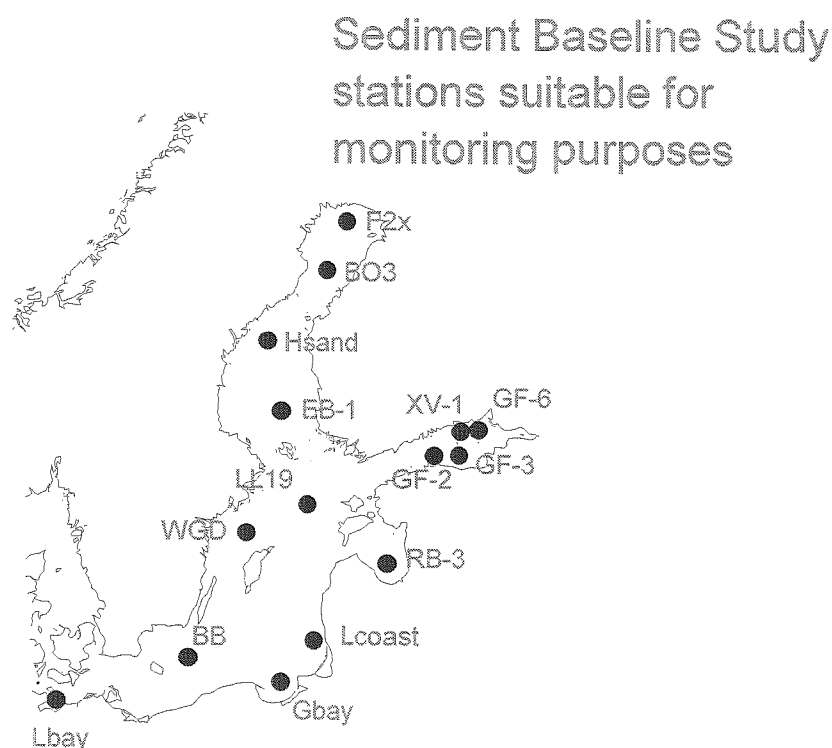 Sediment Baseline Study
stations suitable for
monitoring purposes
F2x
BO3
Hsand
EB-1
XV-1
GF-6
GF-2
GF-3
LL19
WGD
RB-3
BB
Lcoast
Gbay
Lbay